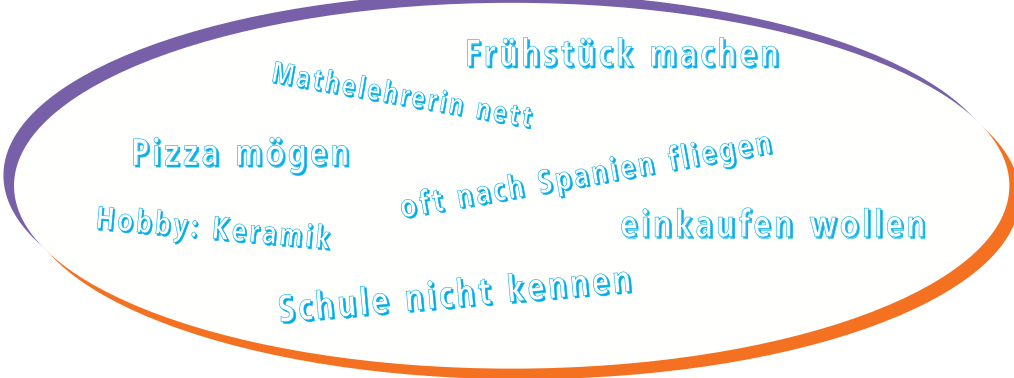 Frühstück machen
Mathelehrerin nett
Pizza mögen
oft nach Spanien fliegen
Hobby: Keramik
einkaufen wollen
Schule nicht kennen